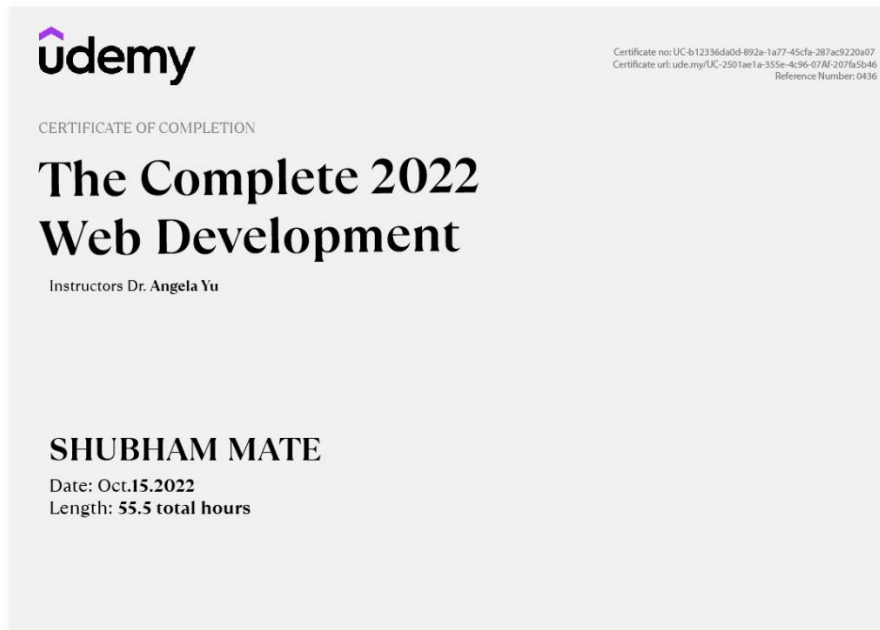 ûdemy
Certificate no: UC-b12336da0d-892a-1a77-45cfa-287ac9220a07
Certificate url: ude.my/UC-2501ae1a-355e-4c96-07Af-207fa5b46
Reference Number: 0436
CERTIFICATE OF COMPLETION
The Complete 2022
Web Development
Instructors Dr. Angela Yu
SHUBHAM MATE
Date: Oct.15.2022
Length: 55.5 total hours